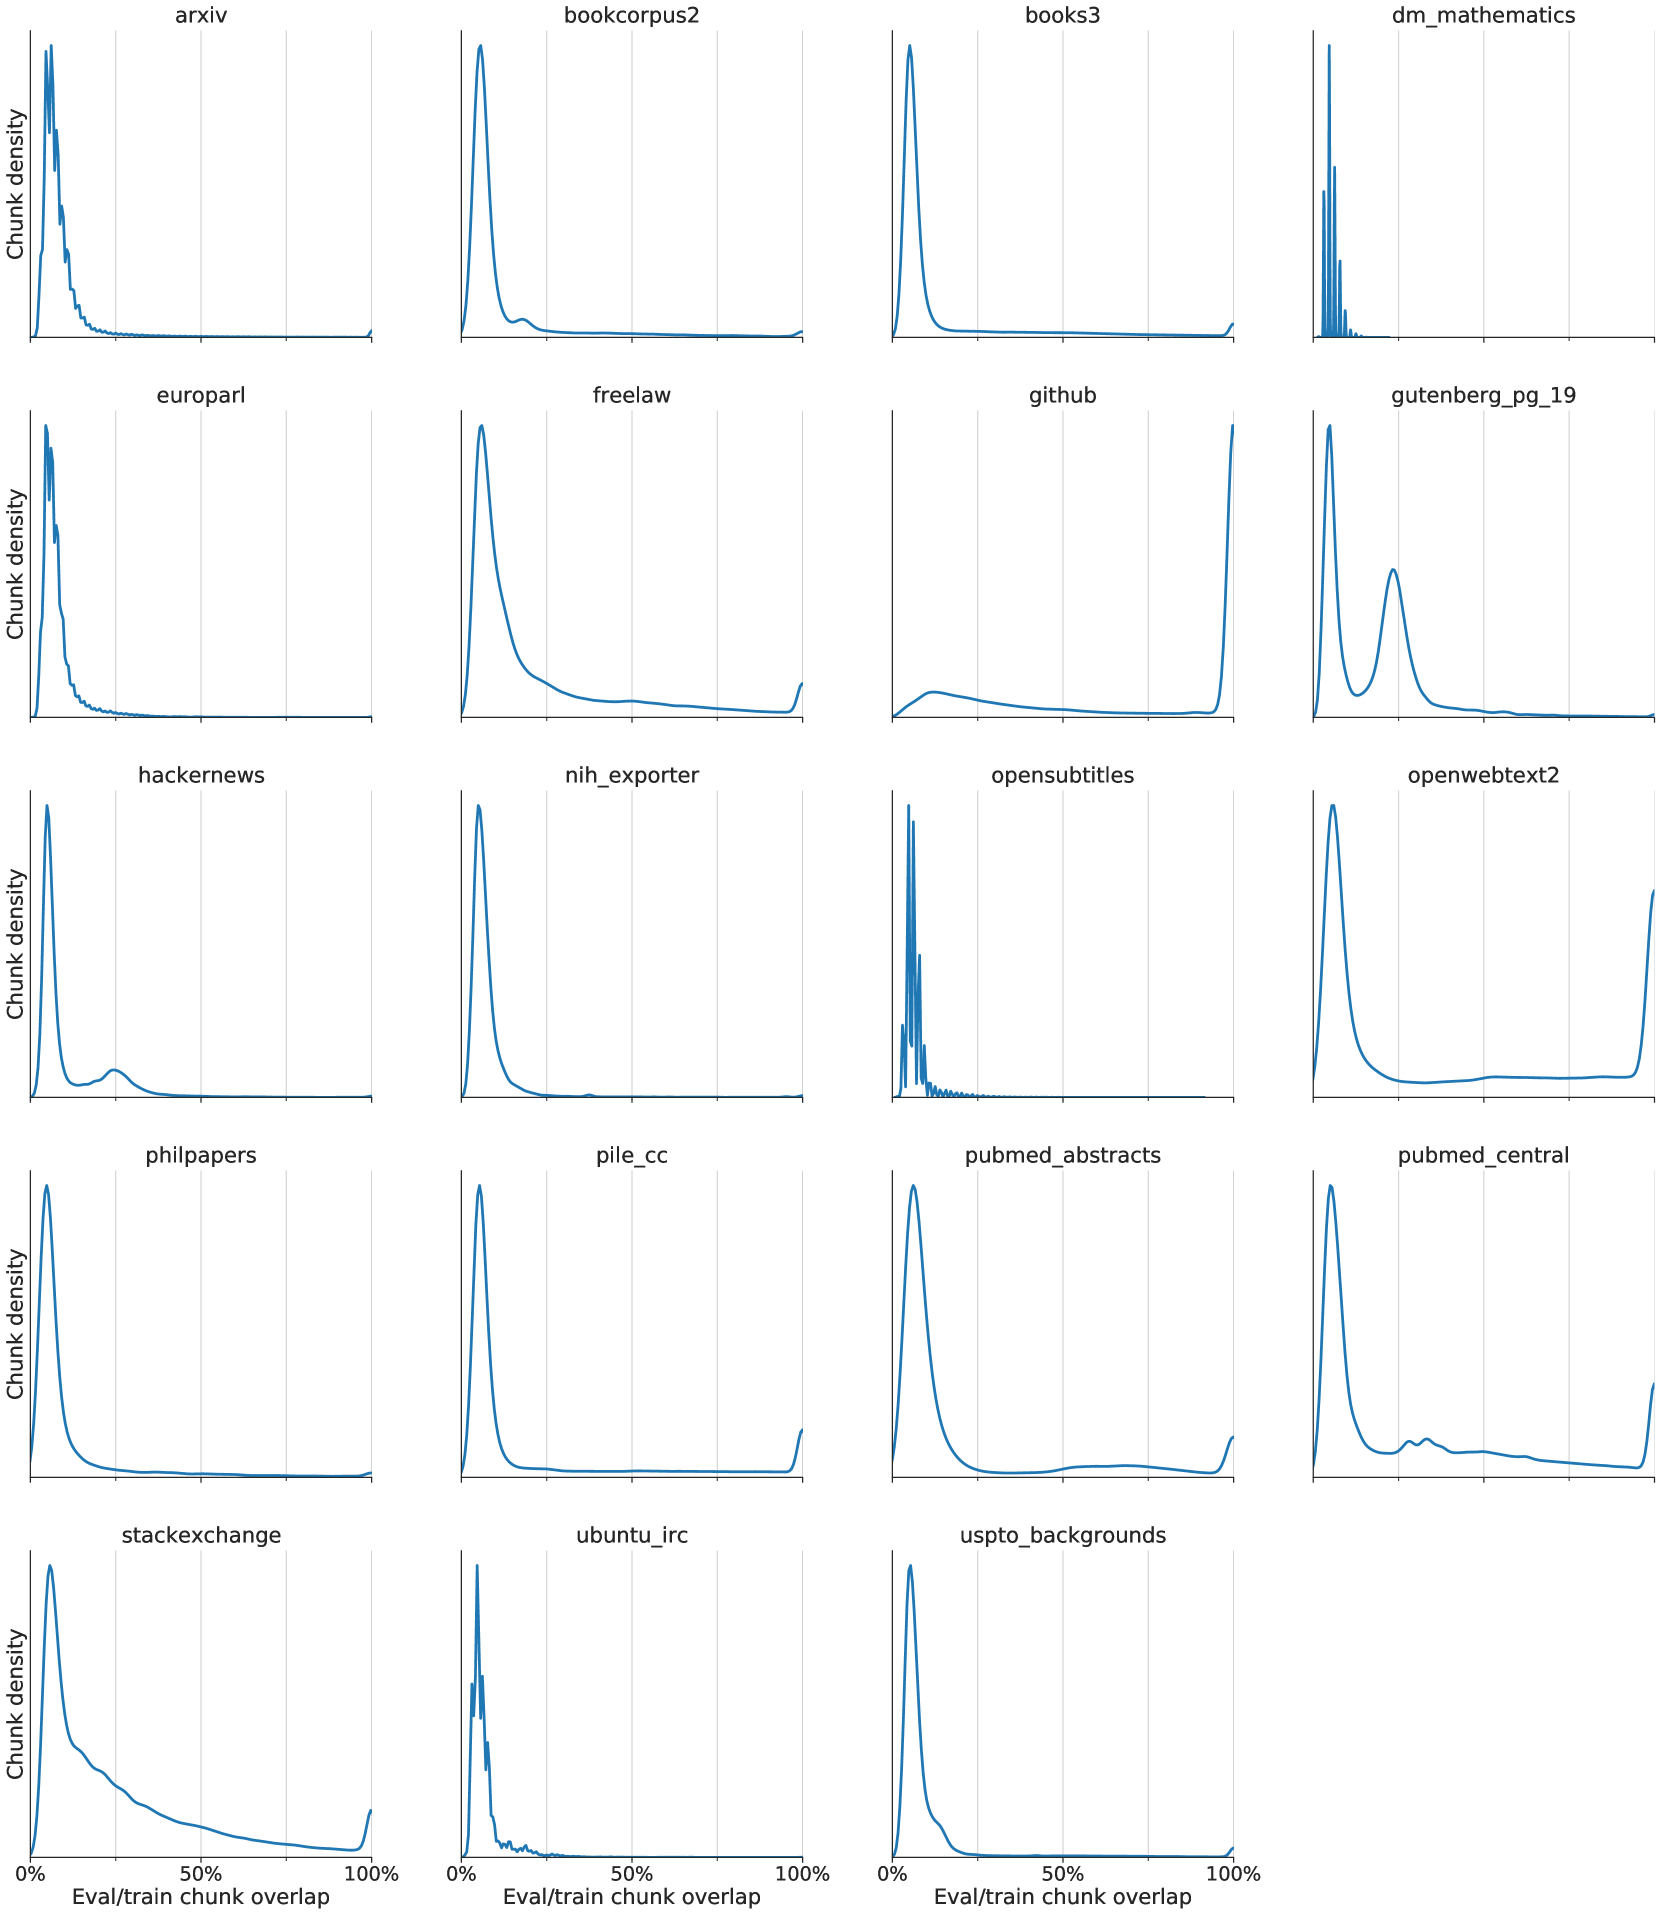 arxiv
bookcorpus2
books3
dm_mathematics
Chunk density
europarl
freelaw
github
gutenberg_pg_19
Chunk density
hackernews
nih_exporter
opensubtitles
openwebtext2
Chunk density
philpapers
pile_cc
pubmed_abstracts
pubmed_central
Chunk density
stackexchange
ubuntu_irc
uspto_backgrounds
Chunk density
0% 50% 100%
0% 50% 100%
0% 50% 100%
Eval/train chunk overlap
Eval/train chunk overlap
Eval/train chunk overlap